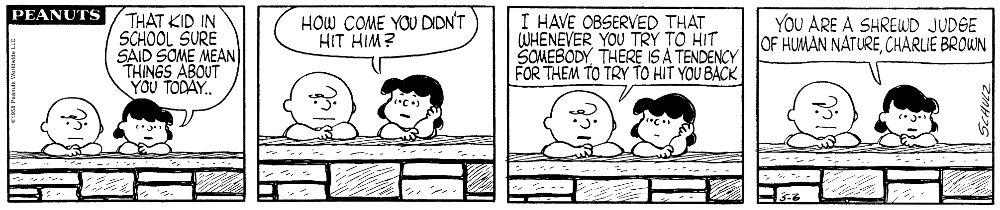 PEANUTS
©1958 Peanuts Worldwide LLC
THAT KID IN
SCHOOL SURE
SAID SOME MEAN
THINGS ABOUT
YOU TODAY..
HOW COME YOU DIDN'T
HIT HIM?
I HAVE OBSERVED THAT
WHENEVER YOU TRY TO HIT
SOMEBODY, THERE IS A TENDENCY
FOR THEM TO TRY TO HIT YOU BACK
YOU ARE A SHREWD JUDGE
OF HUMAN NATURE, CHARLIE BROWN
SCHULZ
5-6